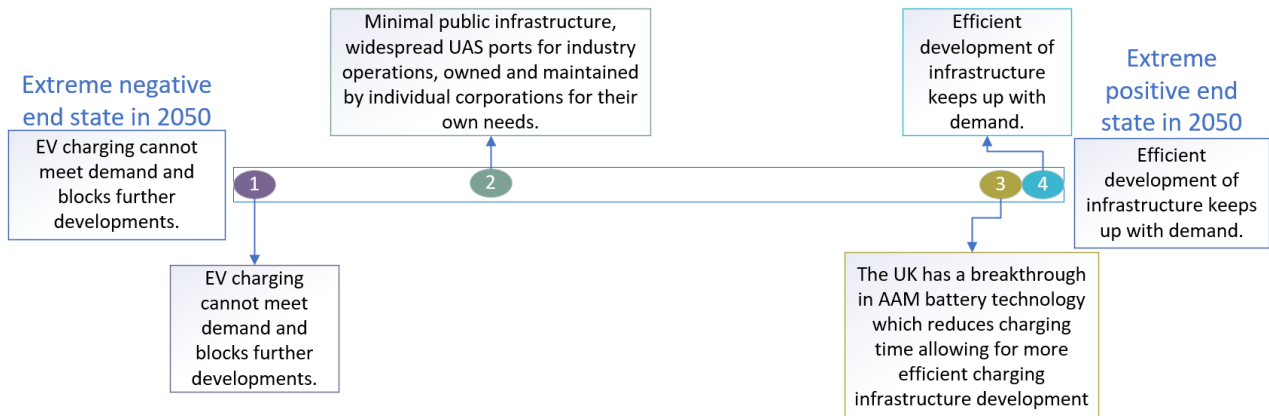 Extreme negative
end state in 2050
EV charging cannot
meet demand and
blocks further
developments.
Minimal public infrastructure,
widespread UAS ports for industry
operations, owned and maintained
by individual corporations for their
own needs.
Efficient
development of
infrastructure
keeps up with
demand.
Extreme
positive end
state in 2050
Efficient
development of
infrastructure keeps
up with demand.
1
2
3
4
EV charging
cannot meet
demand and
blocks further
developments.
The UK has a breakthrough
in AAM battery technology
which reduces charging
time allowing for more
efficient charging
infrastructure development